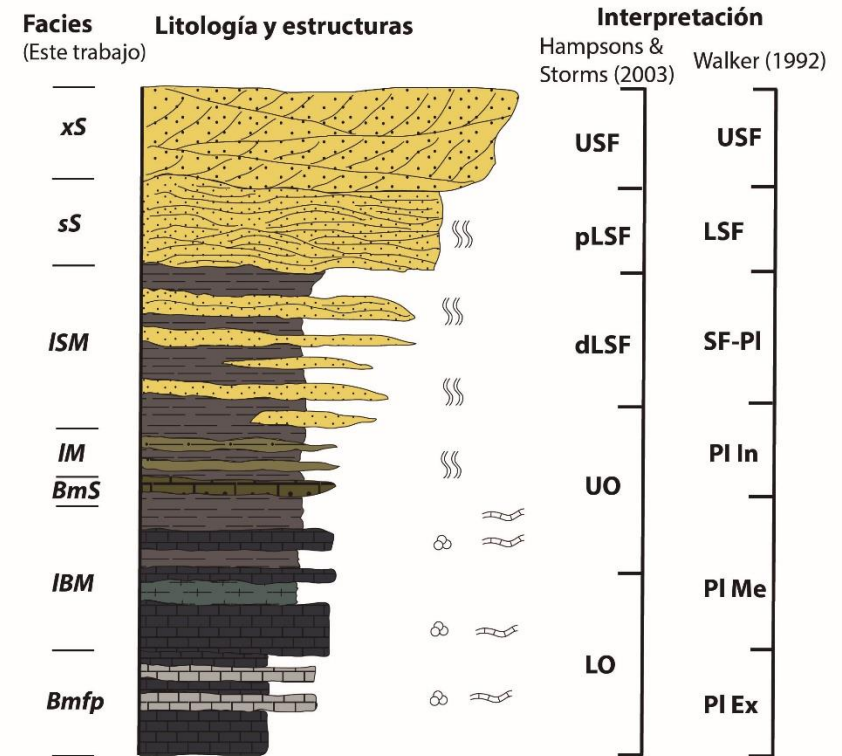 Facies
(Este trabajo)
Litología y estructuras
Interpretación
Hampsons &
Storms (2003)
Walker (1992)
xS
sS
lSM
lM
BmS
lBM
Bmfp
USF
pLSF
dLSF
UO
LO
USF
LSF
SF-Pl
Pl In
Pl Me
Pl Ex